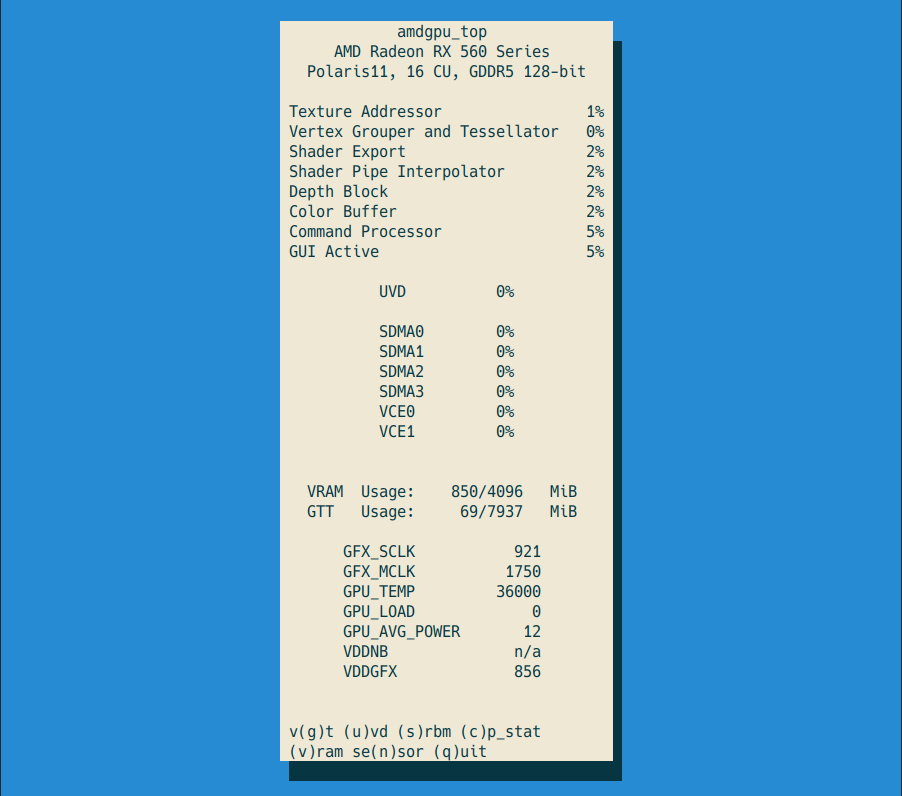 amdgpu_top
AMD Radeon RX 560 Series
Polaris11, 16 CU, GDDR5 128-bit
Texture Addressor 1%
Vertex Grouper and Tessellator 0%
Shader Export 2%
Shader Pipe Interpolator 2%
Depth Block 2%
Color Buffer 2%
Command Processor 5%
GUI Active 5%
UVD 0%
SDMA0 0%
SDMA1 0%
SDMA2 0%
SDMA3 0%
VCE0 0%
VCE1 0%
VRAM Usage: 850/4096 MiB
GTT Usage: 69/7937 MiB
GFX_SCLK 921
GFX_MCLK 1750
GPU_TEMP 36000
GPU_LOAD 0
GPU_AVG_POWER 12
VDDNB n/a
VDDGFX 856
v(g)t (u)vd (s)rbm (c)p_stat
(v)ram se(n)sor (q)uit